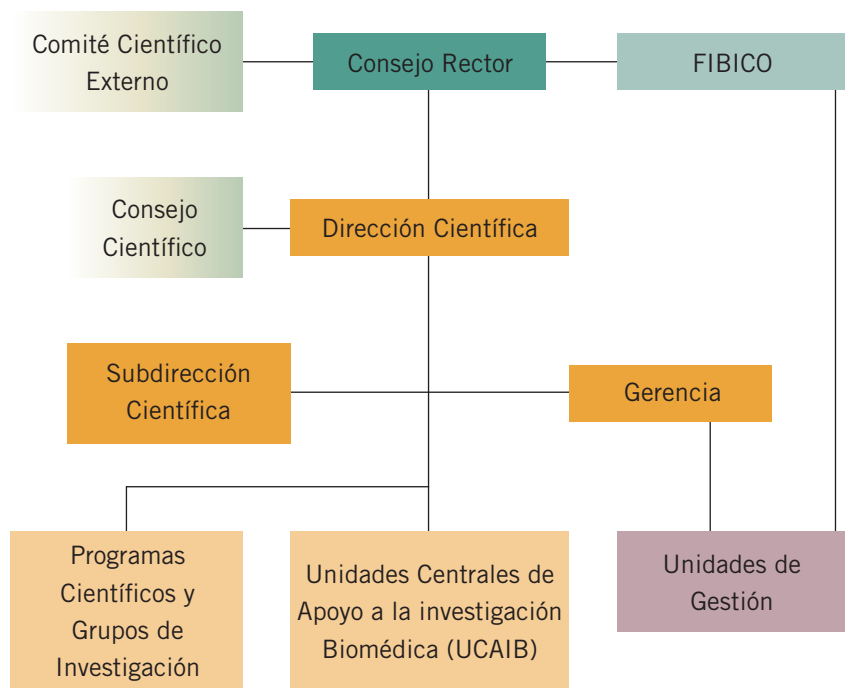 Comité Científico
Externo
Consejo Rector
FIBICO
Consejo
Científico
Dirección Científica
Subdirección
Científica
Gerencia
Programas
Científicos y
Grupos de
Investigación
Unidades Centrales de
Apoyo a la investigación
Biomédica (UCAIB)
Unidades de
Gestión